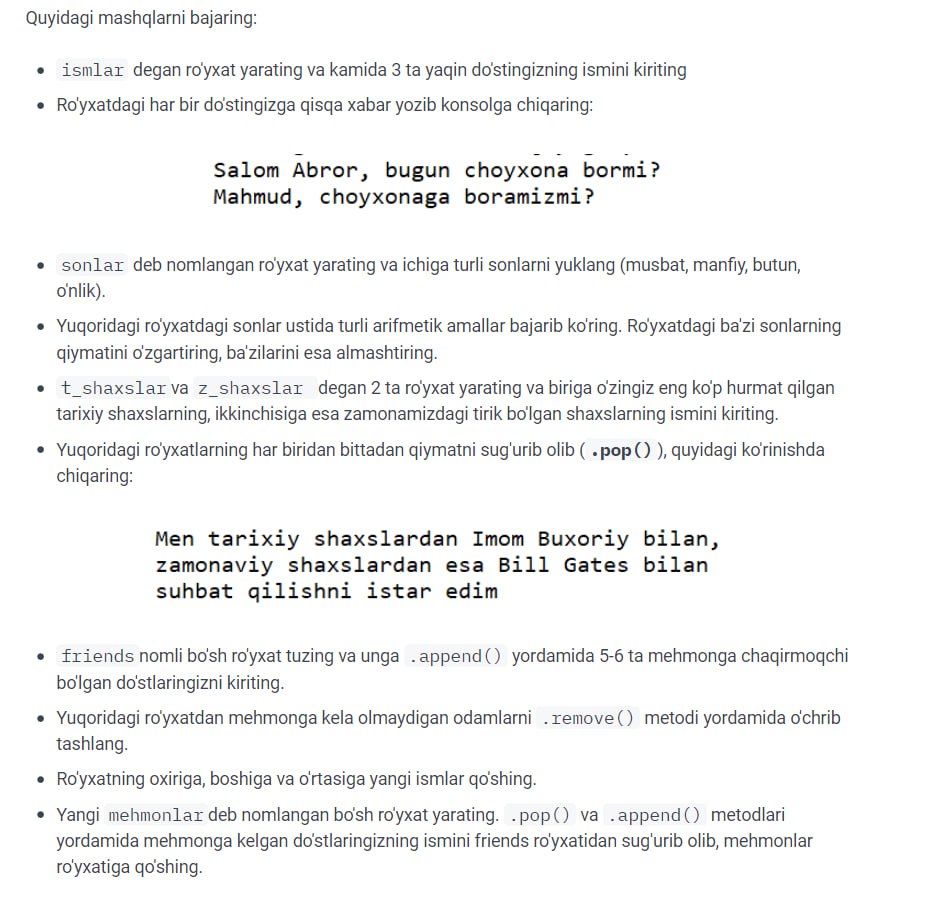 Quyidagi mashqlarni bajaring:
• ismlar degan ro'yxat yarating va kamida 3 ta yaqin do'stingizning ismini kiriting
• Ro'yxatdagi har bir do'stingizga qisqa xabar yozib konsolga chiqaring:
Salom Abror, bugun choyxona bormi?
Mahmud, choyxonaga boramizmi?
• sonlar deb nomlangan ro'yxat yarating va ichiga turli sonlarni yuklang (musbat, manfiy, butun,
o'nlik).
• Yuqoridagi ro'yxatdagi sonlar ustida turli arifmetik amallar bajarib ko'ring. Ro'yxatdagi ba'zi sonlarning
qiymatini o'zgartiring, ba'zilarini esa almashtiring.
• t_shaxslar va z_shaxslar degan 2 ta ro'yxat yarating va biriga o'zingiz eng ko'p hurmat qilgan
tarixiy shaxslarning, ikkinchisiga esa zamonamizdagi tirik bo'lgan shaxslarning ismini kiriting.
• Yuqoridagi ro'yxatlarning har biridan bittadan qiymatni sug'urib olib ( .pop() ), quyidagi ko'rinishda
chiqaring:
Men tarixiy shaxslardan Imom Buxoriy bilan,
zamonaviy shaxslardan esa Bill Gates bilan
suhbat qilishni istar edim
• friends nomli bo'sh ro'yxat tuzing va unga .append() yordamida 5-6 ta mehmonga chaqirmoqchi
bo'lgan do'stlaringizni kiriting.
• Yuqoridagi ro'yxatdan mehmonga kela olmaydigan odamlarni .remove() metodi yordamida o'chrib
tashlang.
• Ro'yxatning oxiriga, boshiga va o'rtasiga yangi ismlar qo'shing.
• Yangi mehmonlar deb nomlangan bo'sh ro'yxat yarating. .pop() va .append() metodlari
yordamida mehmonga kelgan do'stlaringizning ismini friends ro'yxatidan sug'urib olib, mehmonlar
ro'yxatiga qo'shing.